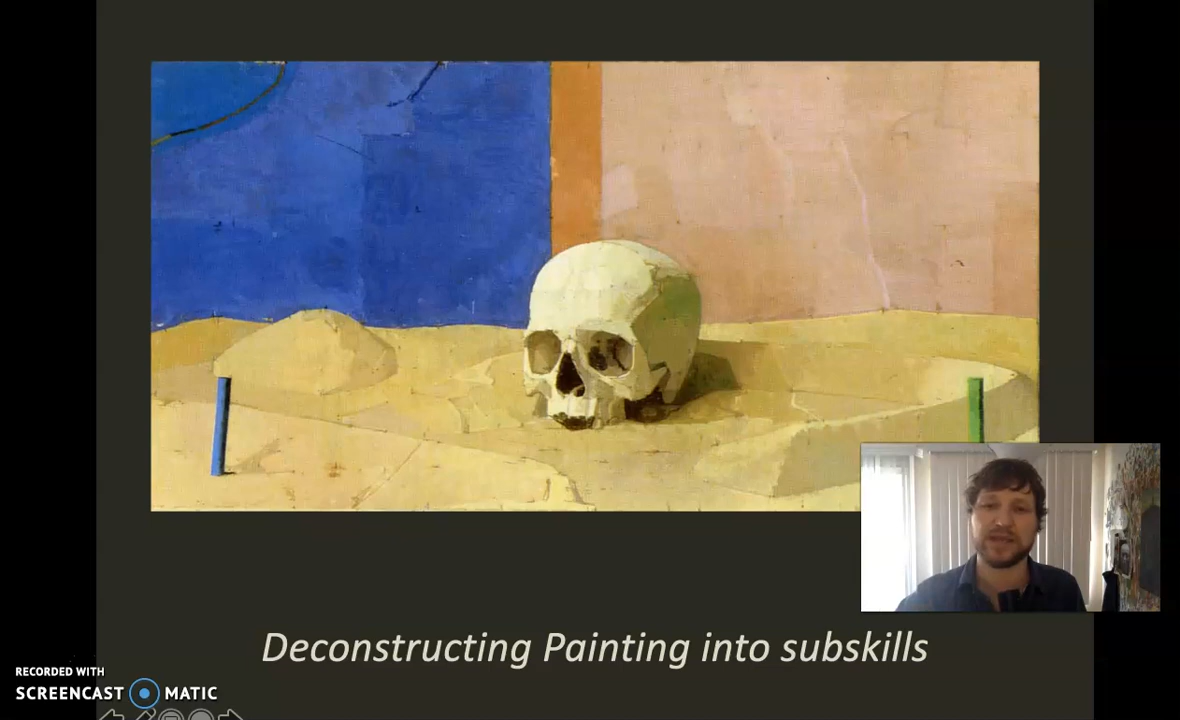 Deconstructing Painting into subskills
RECORDED WITH
SCREENCAST MATIC